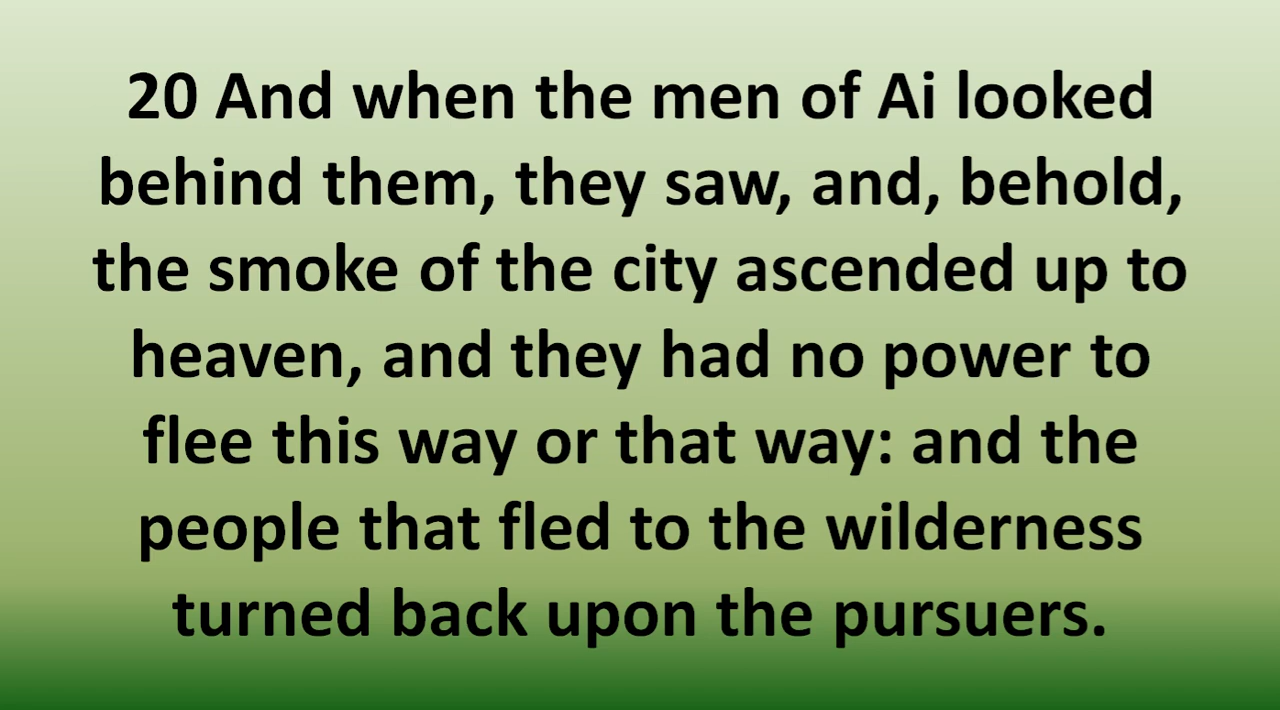 20 And when the men of Ai looked
behind them, they saw, and, behold,
the smoke of the city ascended up to
heaven, and they had no power to
flee this way or that way: and the
people that fled to the wilderness
turned back upon the pursuers.